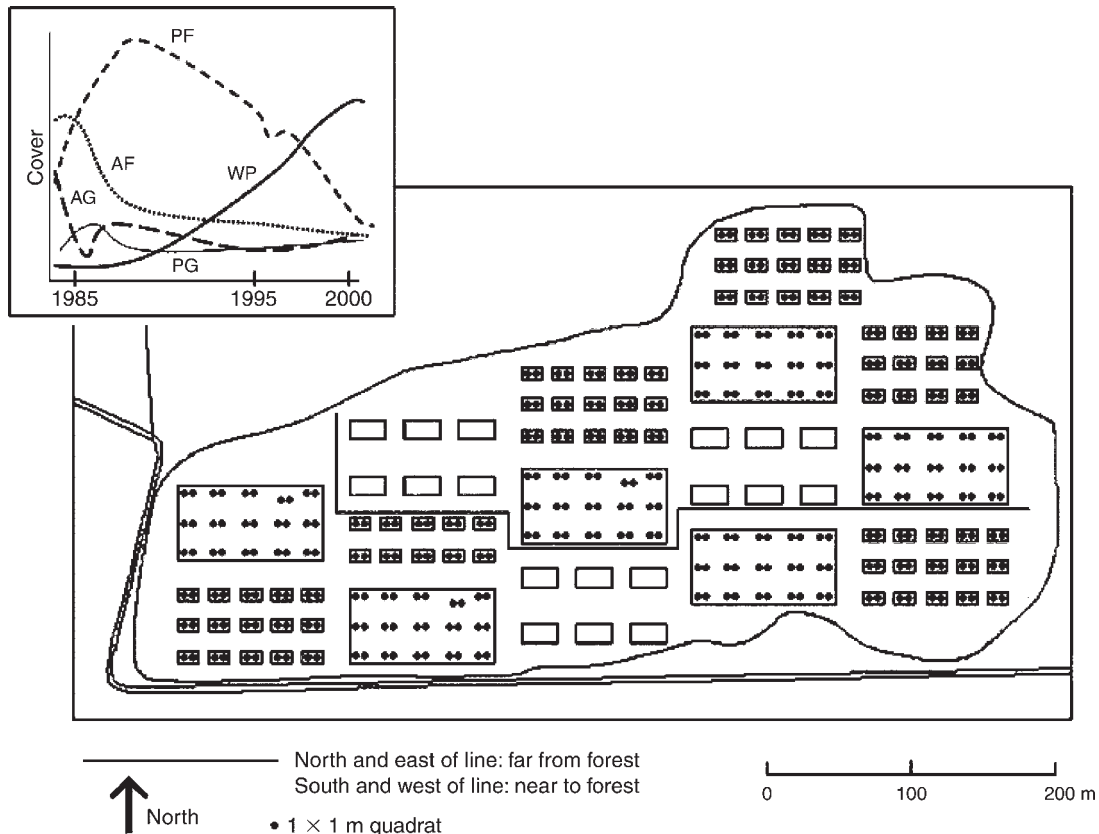 PF
Cover
AF
WP
AG
PG
1985 1995 2000
North and east of line: far from forest
South and west of line: near to forest
0 100 200 m
North
• 1 × 1 m quadrat